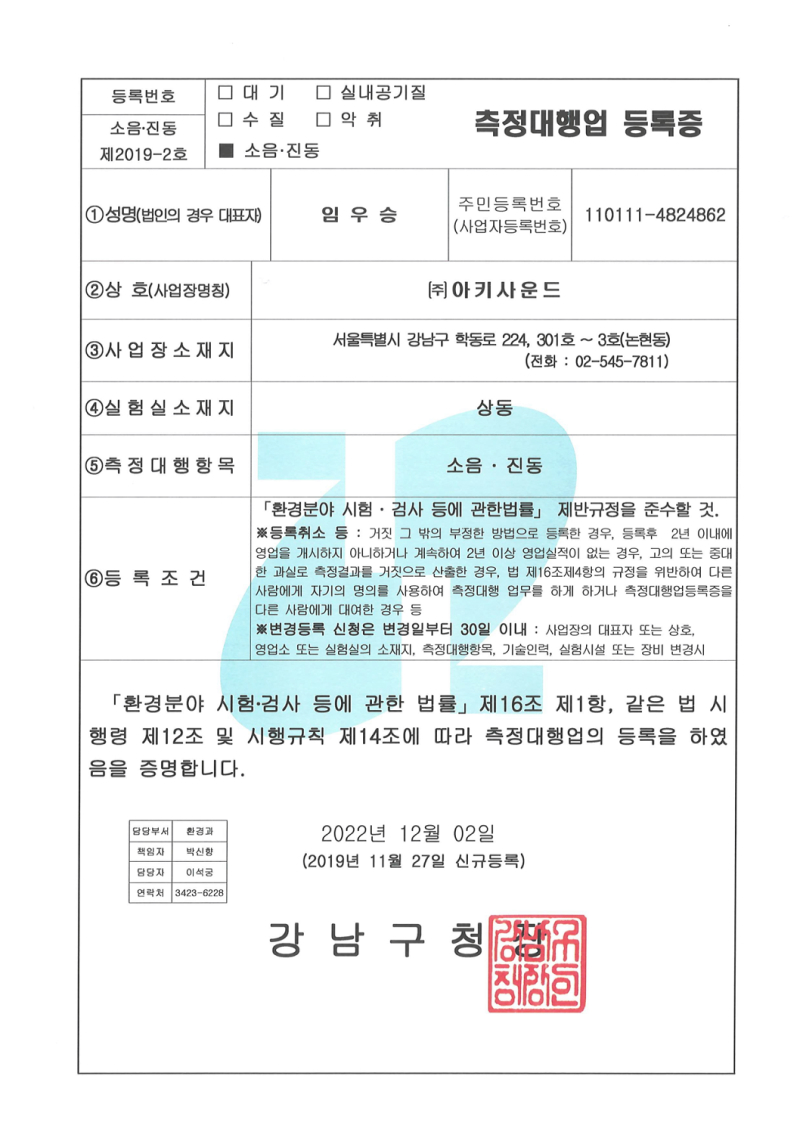 등록번호
소음·진동
제2019-2호
□ 대 기 □ 실내공기질
□ 수 질 □ 악 취
■ 소음·진동
측정대행업 등록증
①성명(법인의 경우 대표자)
임 우 승
주민등록번호
(사업자등록번호)
110111-4824862
②상 호(사업장명칭)
㈜아키사운드
③사 업 장 소 재 지
서울특별시 강남구 학동로 224, 301호 ~ 3호(논현동)
(전화 : 02-545-7811)
④실 험 실 소 재 지
상동
⑤측 정 대 행 항 목
소음 · 진동
⑥등 록 조 건
「환경분야 시험 · 검사 등에 관한법률」 제반규정을 준수할 것.
※등록취소 등 : 거짓 그 밖의 부정한 방법으로 등록한 경우, 등록후 2년 이내에
영업을 개시하지 아니하거나 계속하여 2년 이상 영업실적이 없는 경우, 고의 또는 중대
한 과실로 측정결과를 거짓으로 산출한 경우, 법 제16조제4항의 규정을 위반하여 다른
사람에게 자기의 명의를 사용하여 측정대행 업무를 하게 하거나 측정대행업등록증을
다른 사람에게 대여한 경우 등
※변경등록 신청은 변경일부터 30일 이내 : 사업장의 대표자 또는 상호,
영업소 또는 실험실의 소재지, 측정대행항목, 기술인력, 실험시설 또는 장비 변경시
「환경분야 시험·검사 등에 관한 법률」제16조 제1항, 같은 법 시
행령 제12조 및 시행규칙 제14조에 따라 측정대행업의 등록을 하였
음을 증명합니다.
담당부서 환경과
책임자 박신향
담당자 이석궁
연락처 3423-6228
2022년 12월 02일
(2019년 11월 27일 신규등록)
강 남 구 청 장